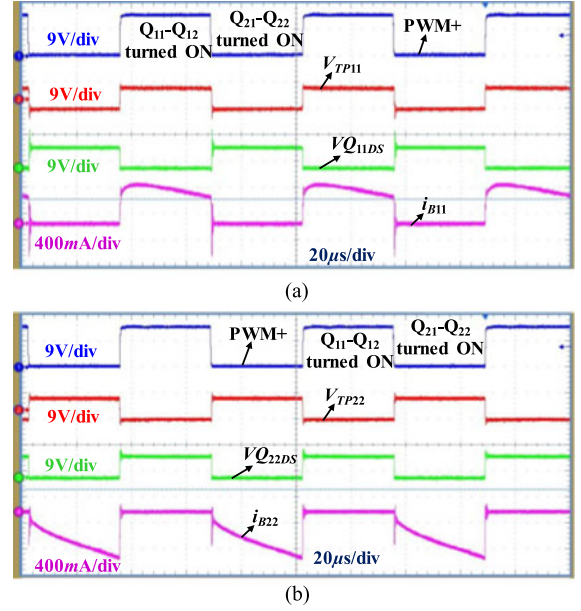 9V/div
Q11-Q12
turned ON
Q21-Q22
turned ON
PWM+
9V/div
VTP11
9V/div
VQ11DS
400mA/div
iB11
20μs/div
(a)
9V/div
PWM+
Q11-Q12
turned ON
Q21-Q22
turned ON
9V/div
VTP22
9V/div
VQ22DS
400mA/div
iB22
20μs/div
(b)